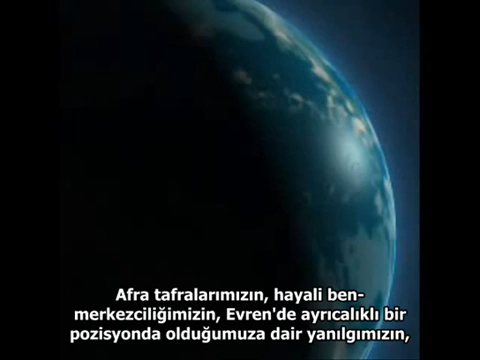 Afra tafralarımızın, hayali ben-
merkezciliğimizin, Evren'de ayrıcalıklı bir
pozisyonda olduğumuza dair yanılgımızın,